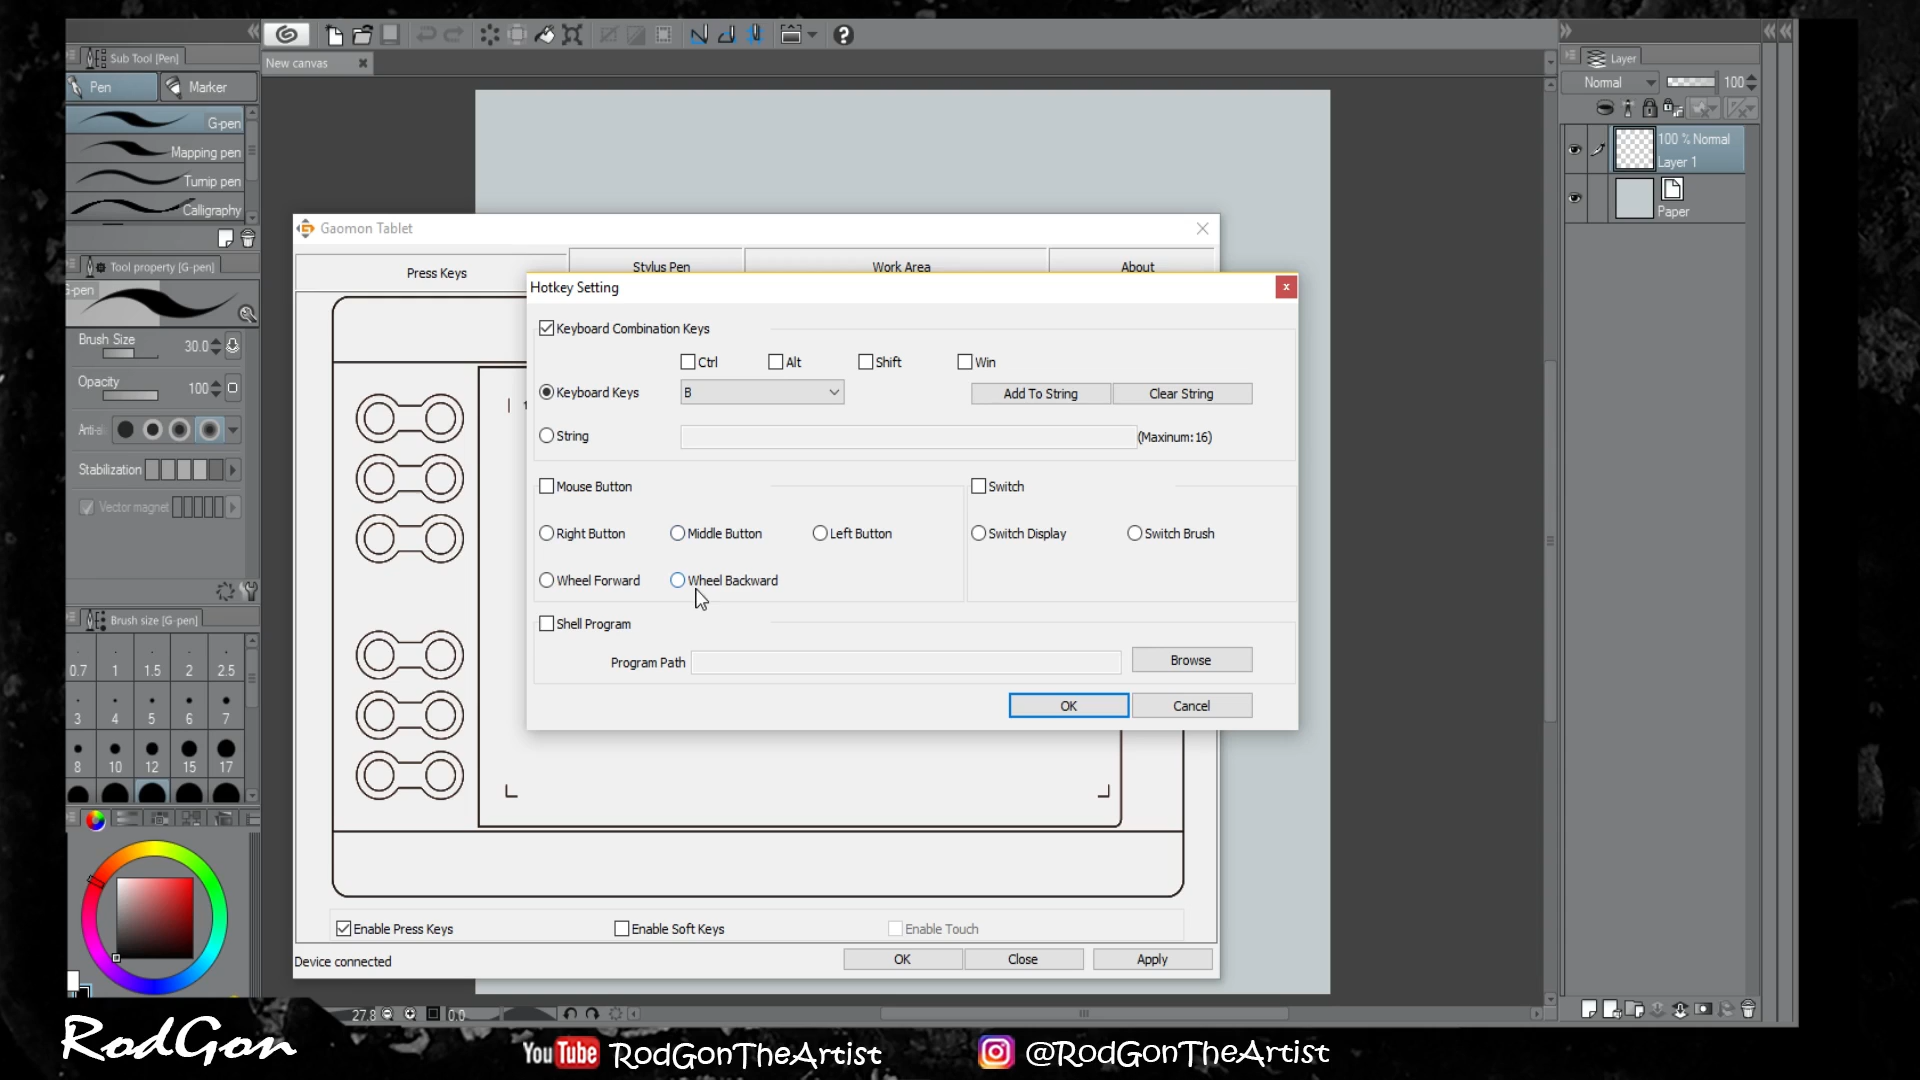 Sub Tool [Pen]
Pen
Marker
G-pen
Mapping pen
Turnip pen
Calligraphy
Tool property [G-pen]
G-pen
Brush Size
30.0
Opacity
100
Stabilization
Vector magnet
Brush size [G-pen]
0.7 1 1.5 2 2.5
3 4 5 6 7
8 10 12 15 17
New canvas
Gaomon Tablet
Press Keys
Stylus Pen
Work Area
About
Hotkey Setting
Keyboard Combination Keys
Ctrl Alt Shift Win
Keyboard Keys
B
Add To String
Clear String
String
(Maxinum:16)
Mouse Button
Switch
Right Button
Middle Button
Left Button
Switch Display
Switch Brush
Wheel Forward
Wheel Backward
Shell Program
Program Path
Browse
OK
Cancel
Enable Press Keys
Enable Soft Keys
Enable Touch
Device connected
OK
Close
Apply
27.8
0.0
Layer
Normal
100
100 % Normal
Layer 1
Paper
RodGon
YouTube RodGonTheArtist
@RodGonTheArtist